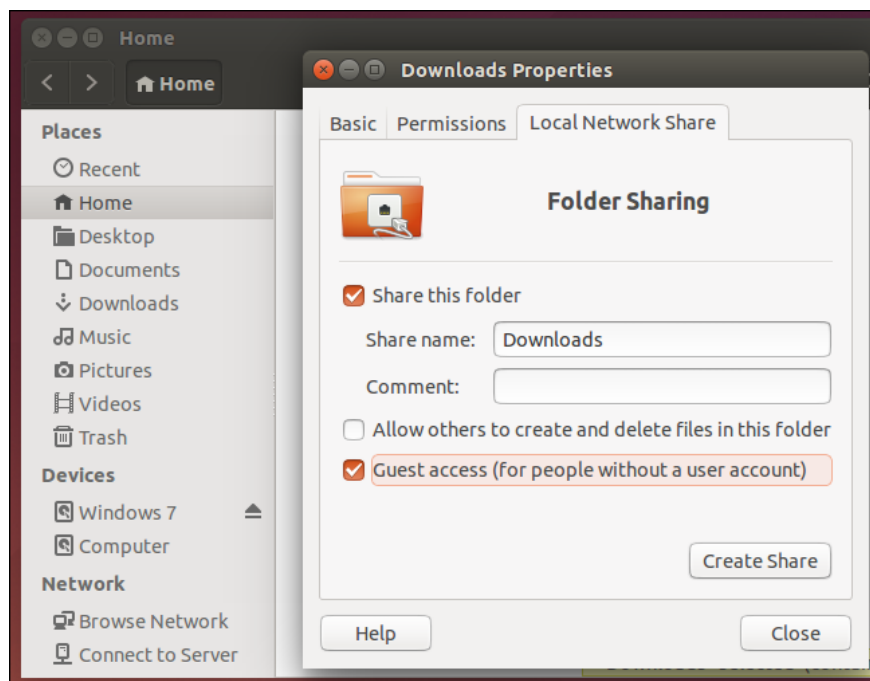 Home
Home
Places
Recent
Home
Desktop
Documents
Downloads
Music
Pictures
Videos
Trash
Devices
Windows 7
Computer
Network
Browse Network
Connect to Server
Downloads Properties
Basic Permissions Local Network Share
Folder Sharing
Share this folder
Share name: Downloads
Comment:
Allow others to create and delete files in this folder
Guest access (for people without a user account)
Create Share
Help Close